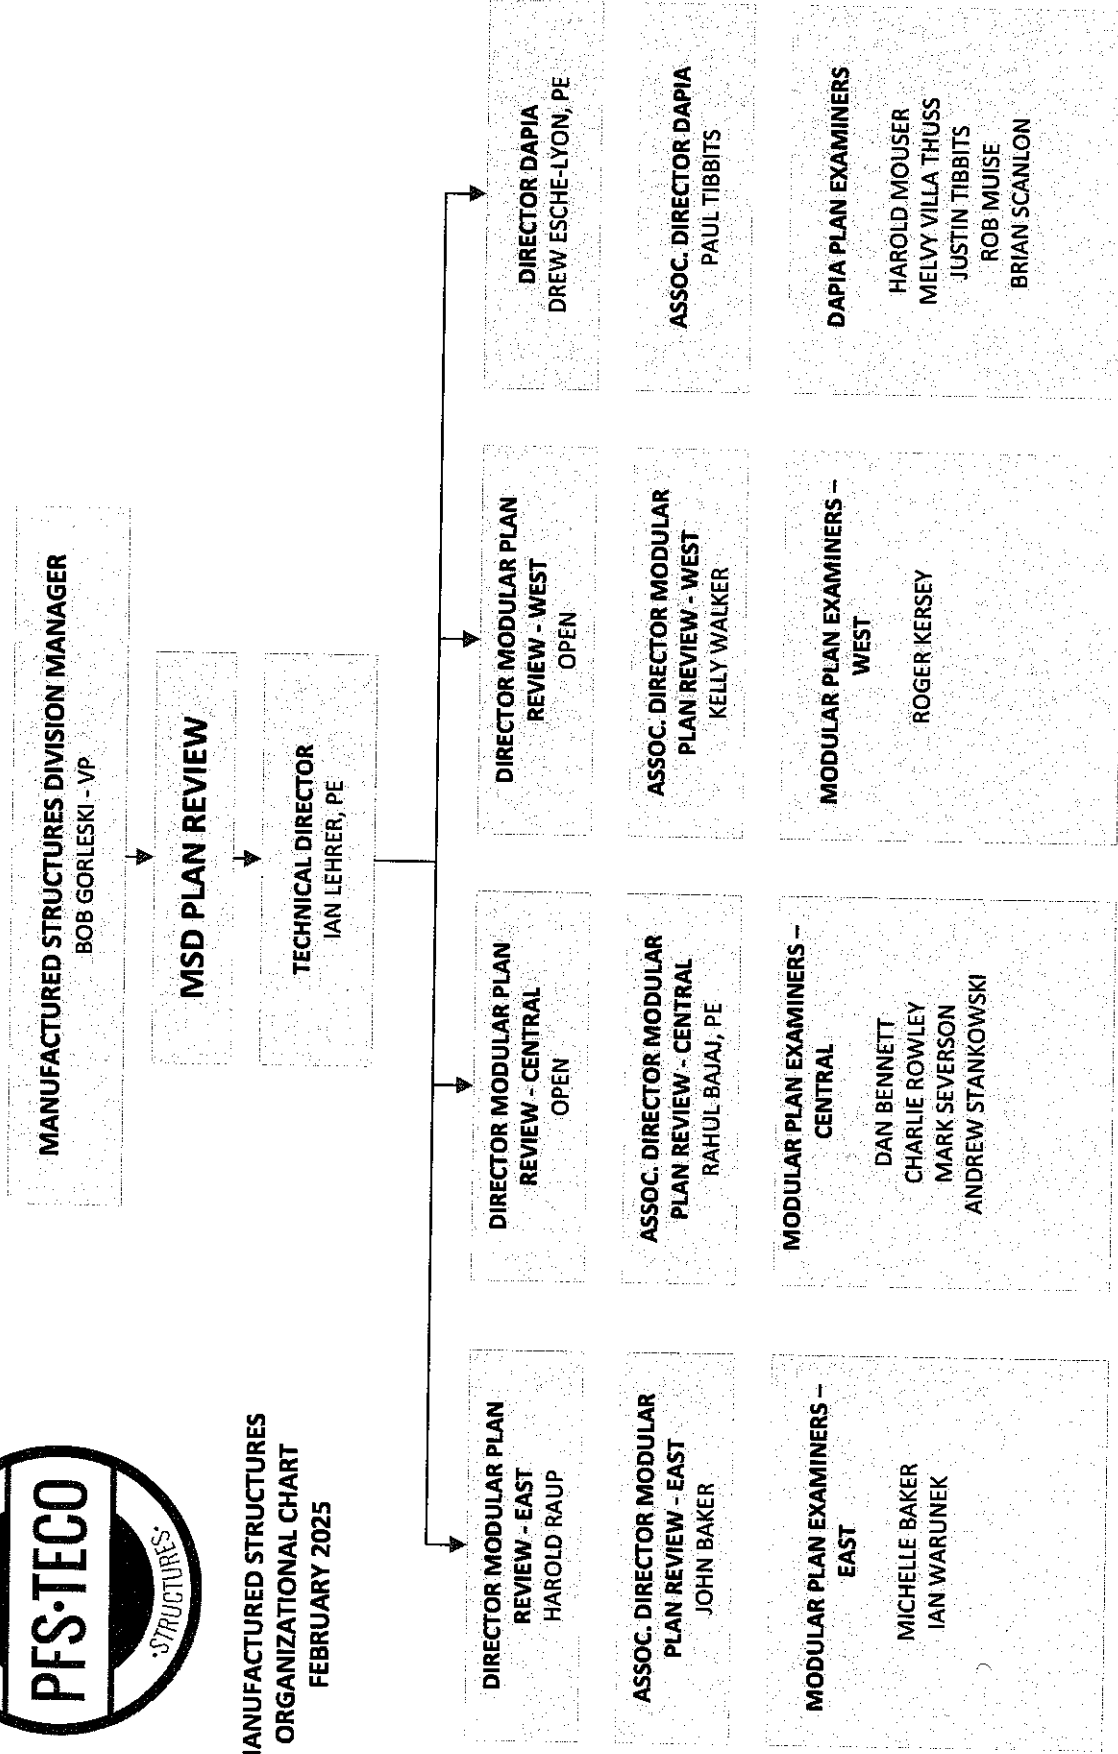 PFS·TECO
·STRUCTURES·
MANUFACTURED STRUCTURES
ORGANIZATIONAL CHART
FEBRUARY 2025
MANUFACTURED STRUCTURES DIVISION MANAGER
BOB GORLESKI - VP
MSD PLAN REVIEW
TECHNICAL DIRECTOR
IAN LEHRER, PE
DIRECTOR MODULAR PLAN
REVIEW - EAST
HAROLD RAUP
ASSOC. DIRECTOR MODULAR
PLAN REVIEW - EAST
JOHN BAKER
MODULAR PLAN EXAMINERS –
EAST
MICHELLE BAKER
IAN WARUNEK
DIRECTOR MODULAR PLAN
REVIEW - CENTRAL
OPEN
ASSOC. DIRECTOR MODULAR
PLAN REVIEW - CENTRAL
RAHUL BAJAJ, PE
MODULAR PLAN EXAMINERS –
CENTRAL
DAN BENNETT
CHARLIE ROWLEY
MARK SEVERSON
ANDREW STANKOWSKI
DIRECTOR MODULAR PLAN
REVIEW - WEST
OPEN
ASSOC. DIRECTOR MODULAR
PLAN REVIEW - WEST
KELLY WALKER
MODULAR PLAN EXAMINERS –
WEST
ROGER KERSEY
DIRECTOR DAPIA
DREW ESCHE-LYON, PE
ASSOC. DIRECTOR DAPIA
PAUL TIBBITS
DAPIA PLAN EXAMINERS
HAROLD MOUSER
MELVY VILLA THUSS
JUSTIN TIBBITS
ROB MUISE
BRIAN SCANLON